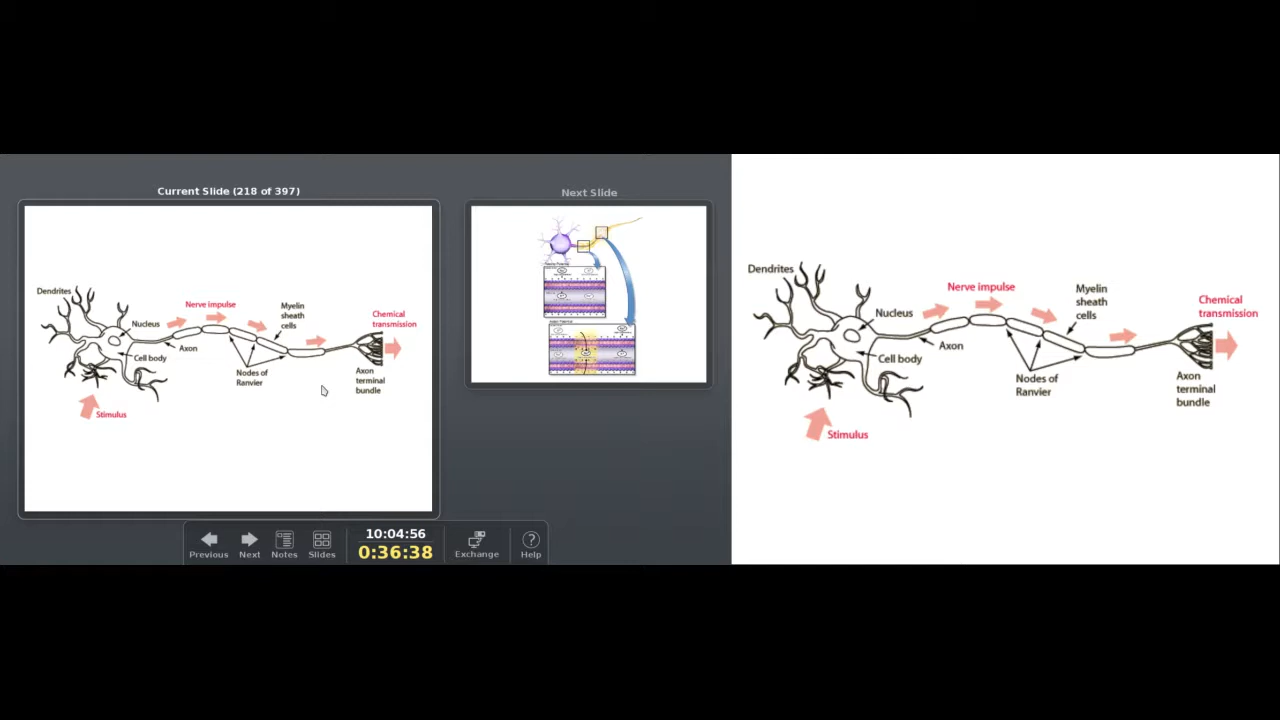 Current Slide (218 of 397)
Dendrites
Nerve impulse
Myelin
sheath
cells
Chemical
transmission
Nucleus
Axon
Cell body
Nodes of
Ranvier
Axon
terminal
bundle
Stimulus
Next Slide
Previous
Next
Notes
Slides
10:04:56
0:36:38
Exchange
Help
Dendrites
Nerve impulse
Myelin
sheath
cells
Chemical
transmission
Nucleus
Axon
Cell body
Nodes of
Ranvier
Axon
terminal
bundle
Stimulus